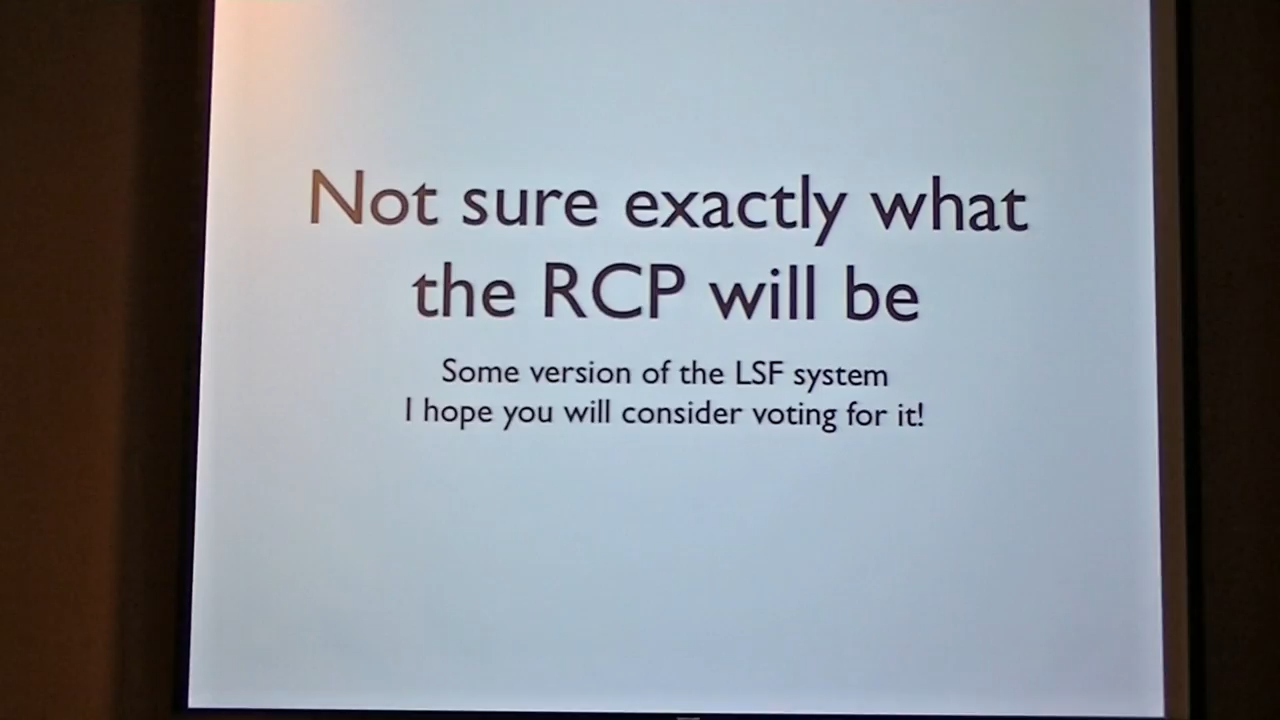 Not sure exactly what
the RCP will be
Some version of the LSF system
I hope you will consider voting for it!